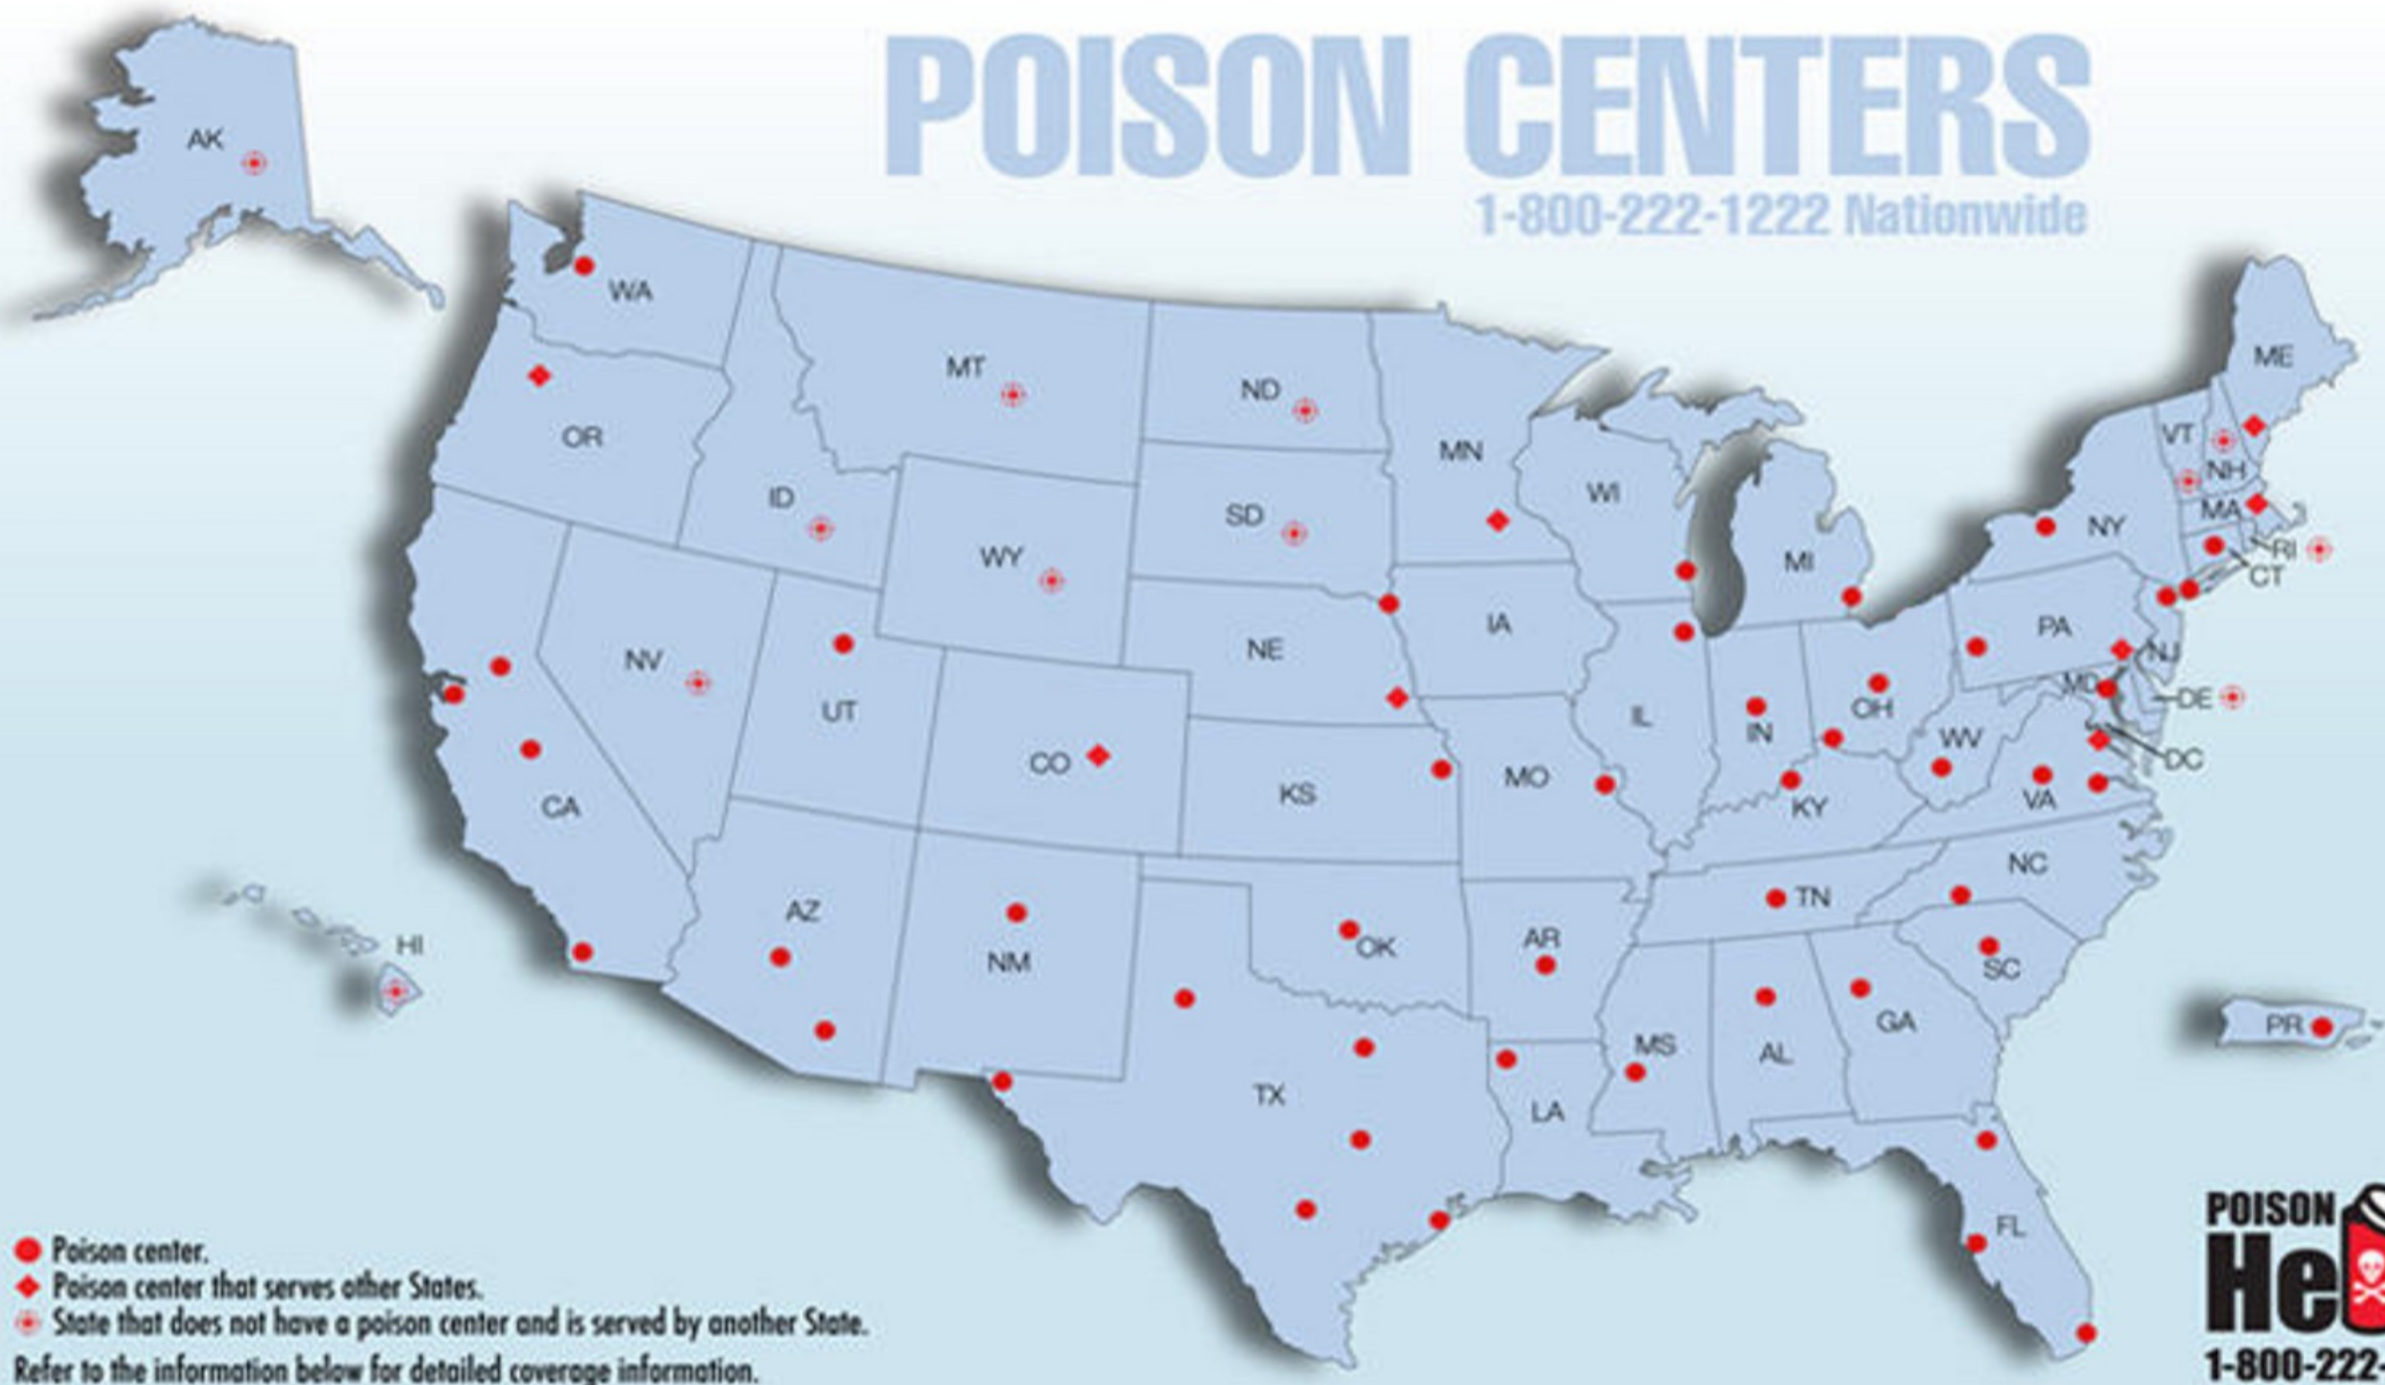 POISON CENTERS
1-800-222-1222 Nationwide
AK
WA
MT
ND
ME
OR
MN
VT
ID
SD
WI
NH
MA
NY
WY
MI
RI
CT
IA
PA
NE
NV
NJ
MD
DE
UT
IL
OH
IN
WV
CO
DC
MO
KS
VA
CA
KY
NC
AZ
TN
HI
AR
OK
NM
SC
GA
PR
MS
AL
TX
LA
FL
Poison center.
Poison center that serves other States.
State that does not have a poison center and is served by another State.
Refer to the information below for detailed coverage information.
POISON
He
1-800-222-